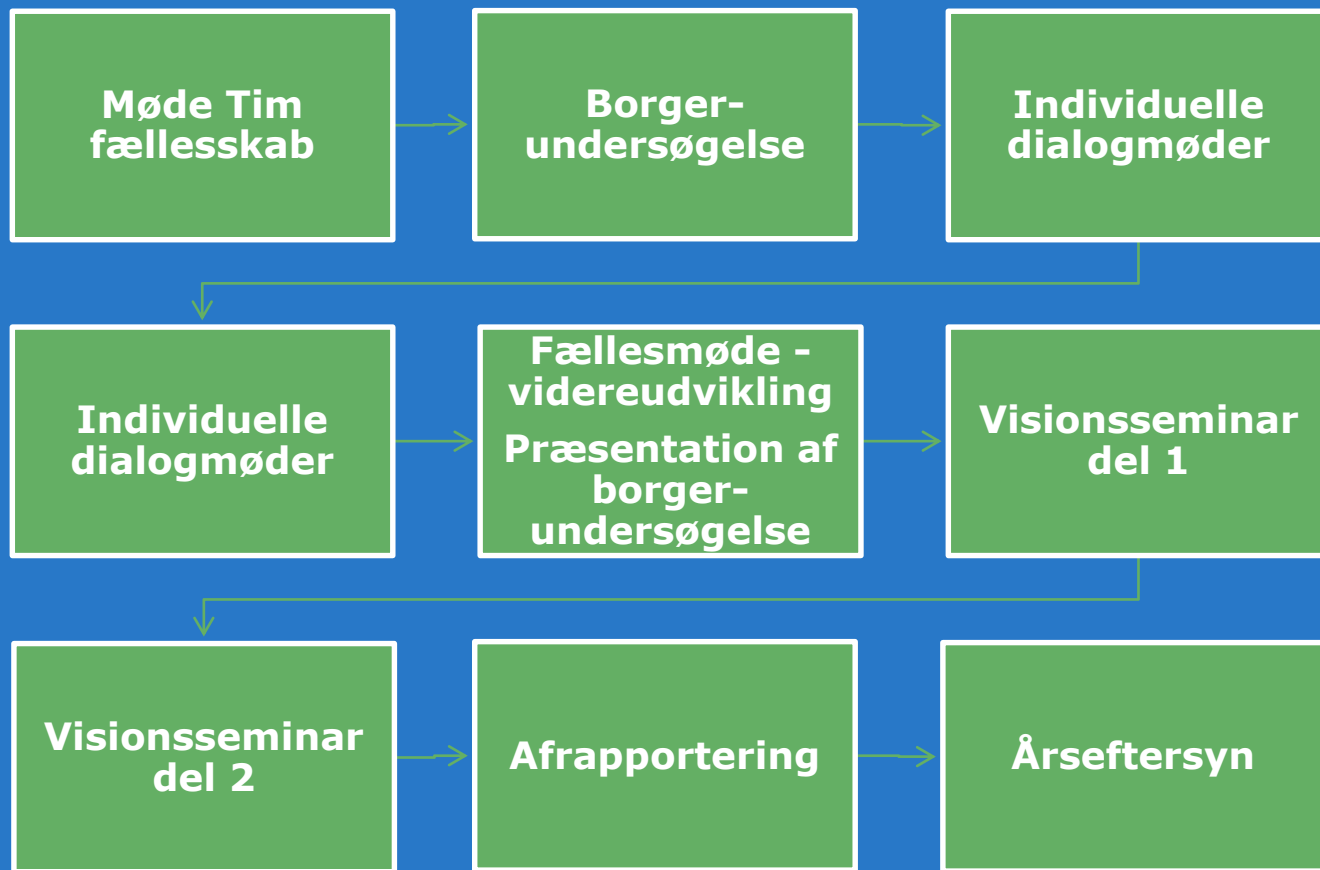 Møde Tim
fællesskab
Borger-
undersøgelse
Individuelle
dialogmøder
Individuelle
dialogmøder
Fællesmøde -
videreudvikling
Præsentation af
borger-
undersøgelse
Visionsseminar
del 1
Visionsseminar
del 2
Afrapportering
Årseftersyn